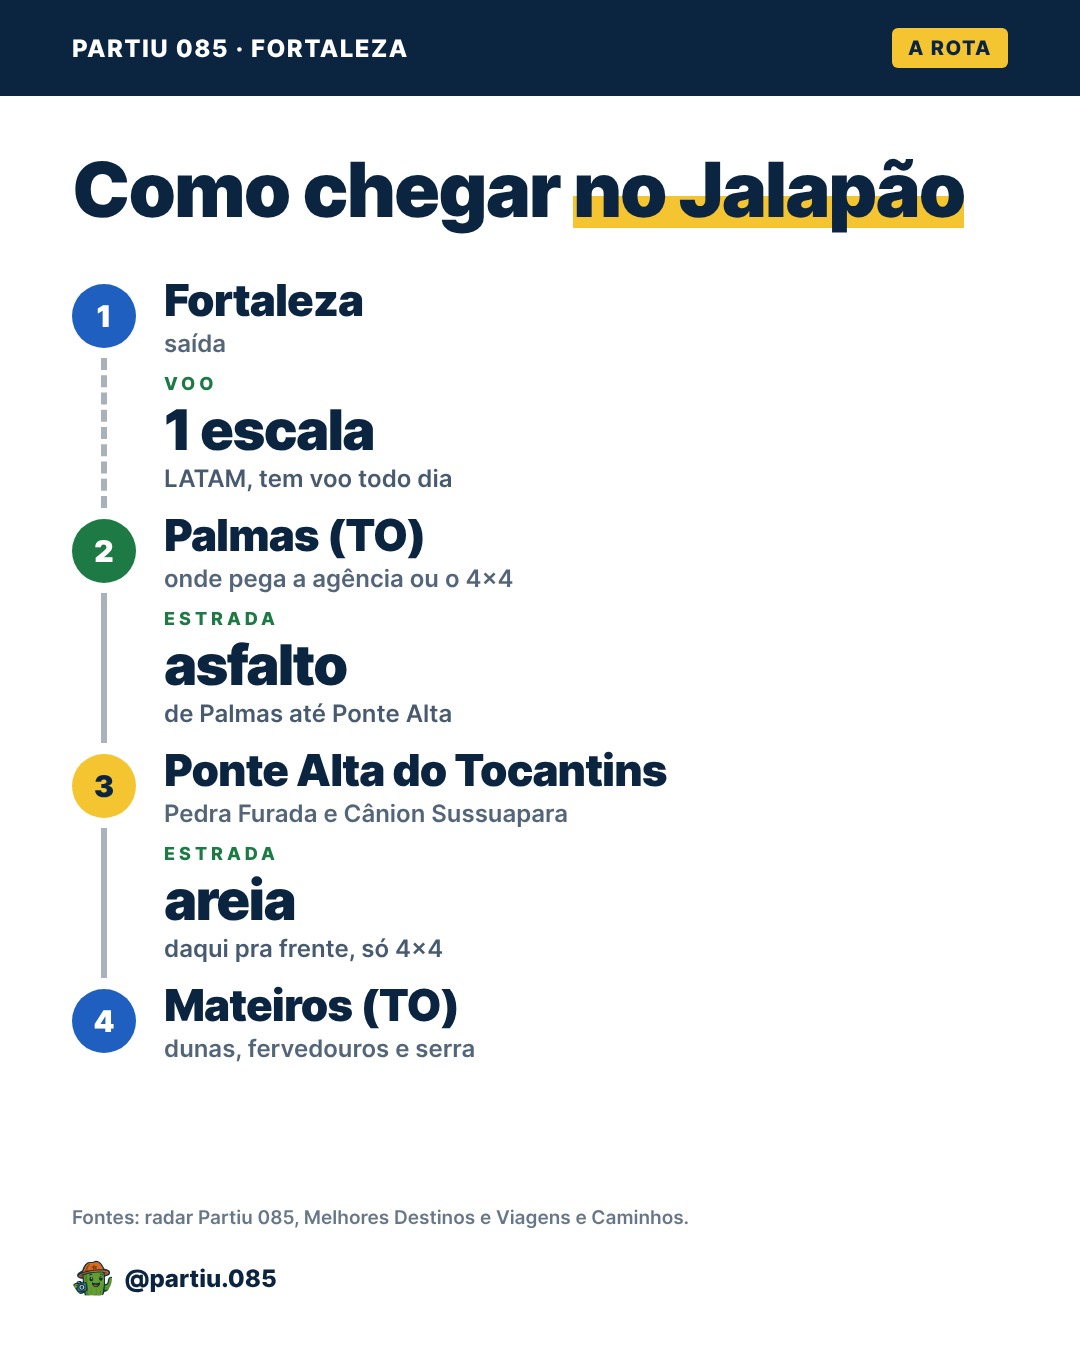 PARTIU 085 · FORTALEZA
A ROTA
Como chegar no Jalapão
1
Fortaleza
saída
VOO
1 escala
LATAM, tem voo todo dia
2
Palmas (TO)
onde pega a agência ou o 4×4
ESTRADA
asfalto
de Palmas até Ponte Alta
3
Ponte Alta do Tocantins
Pedra Furada e Cânion Sussuapara
ESTRADA
areia
daqui pra frente, só 4×4
4
Mateiros (TO)
dunas, fervedouros e serra
Fontes: radar Partiu 085, Melhores Destinos e Viagens e Caminhos.
@partiu.085